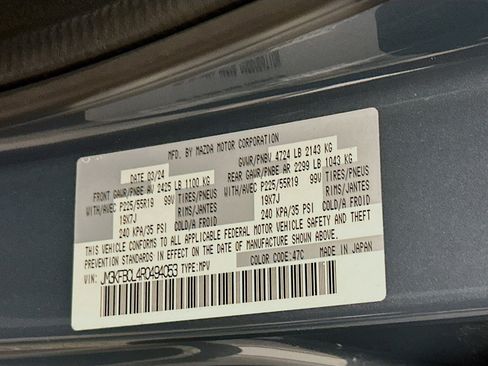 MFD. BY MAZDA MOTOR CORPORATION
DATE 03/24 GVWR/PNBV 4724 LB 2143 KG
FRONT GAWR/PNBE AV 2425 LB 1100 KG REAR GAWR/PNBE AR 2299 LB 1043 KG
WITH/AVEC P225/55R19 99V TIRES/PNEUS WITH/AVEC P225/55R19 99V TIRES/PNEUS
19X7J RIMS/JANTES 19X7J RIMS/JANTES
240 KPA/35 PSI COLD/A FROID 240 KPA/35 PSI COLD/A FROID
THIS VEHICLE CONFORMS TO ALL APPLICABLE FEDERAL MOTOR VEHICLE SAFETY AND THEFT
PREVENTION STANDARDS IN EFFECT ON THE DATE OF MANUFACTURE SHOWN ABOVE.
VIN: JM3KFBCL4R0494053 TYPE:MPV COLOR CODE:47C MADE IN JAPAN